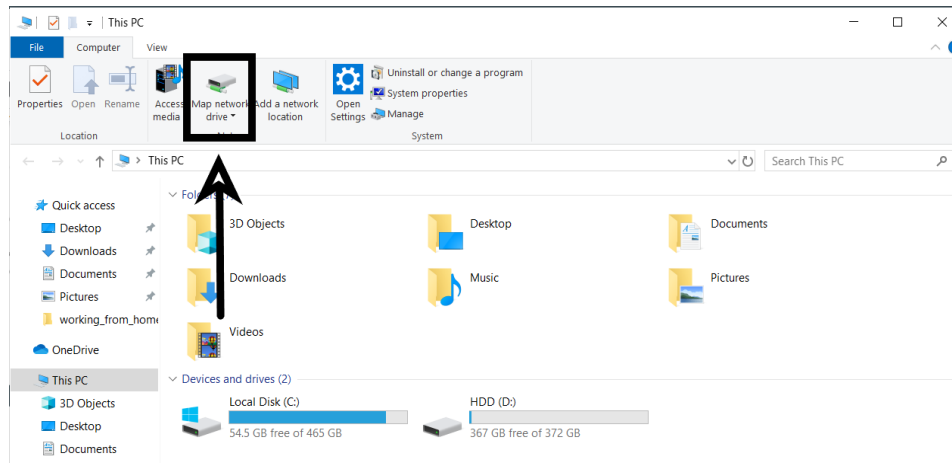 This PC
File Computer View
Properties Open Rename Access media Map network drive Add a network location Open Settings Uninstall or change a program
System properties
Manage
Location System
This PC Search This PC
Quick access
Desktop
Downloads
Documents
Pictures
working_from_home
OneDrive
This PC
3D Objects
Desktop
Documents
3D Objects Desktop Documents
Downloads Music Pictures
Videos
Devices and drives (2)
Local Disk (C:) HDD (D:)
54.5 GB free of 465 GB 367 GB free of 372 GB